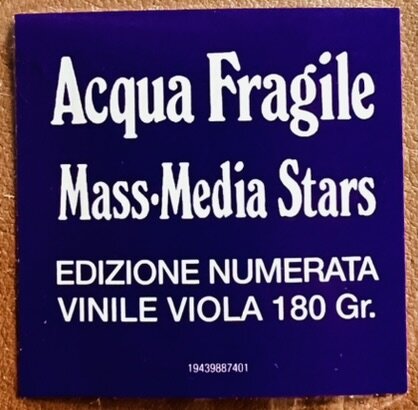 Acqua Fragile
Mass·Media Stars
EDIZIONE NUMERATA
VINILE VIOLA 180 Gr.
19439887401